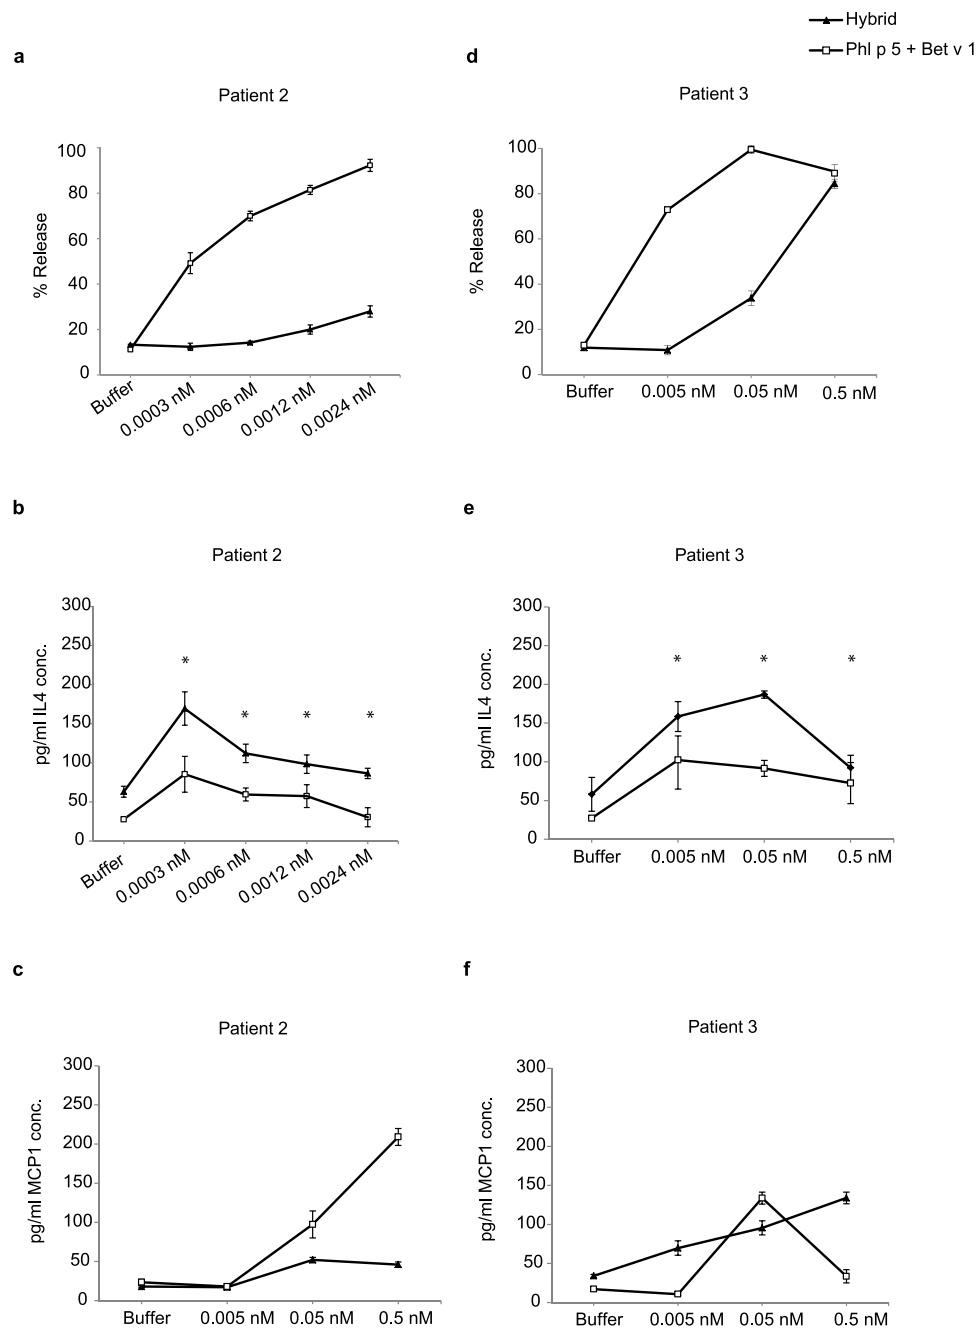 Hybrid
Phl p 5 + Bet v 1
a
Patient 2
% Release
100
80
60
40
20
0
Buffer
0.0003 nM
0.0006 nM
0.0012 nM
0.0024 nM
d
Patient 3
% Release
100
80
60
40
20
0
Buffer
0.005 nM
0.05 nM
0.5 nM
b
Patient 2
pg/ml IL4 conc.
300
250
200
150
100
50
0
* * * *
Buffer
0.0003 nM
0.0006 nM
0.0012 nM
0.0024 nM
e
Patient 3
pg/ml IL4 conc.
300
250
200
150
100
50
0
* * *
Buffer
0.005 nM
0.05 nM
0.5 nM
c
Patient 2
pg/ml MCP1 conc.
300
250
200
150
100
50
0
Buffer
0.005 nM
0.05 nM
0.5 nM
f
Patient 3
pg/ml MCP1 conc.
300
250
200
150
100
50
0
Buffer
0.005 nM
0.05 nM
0.5 nM